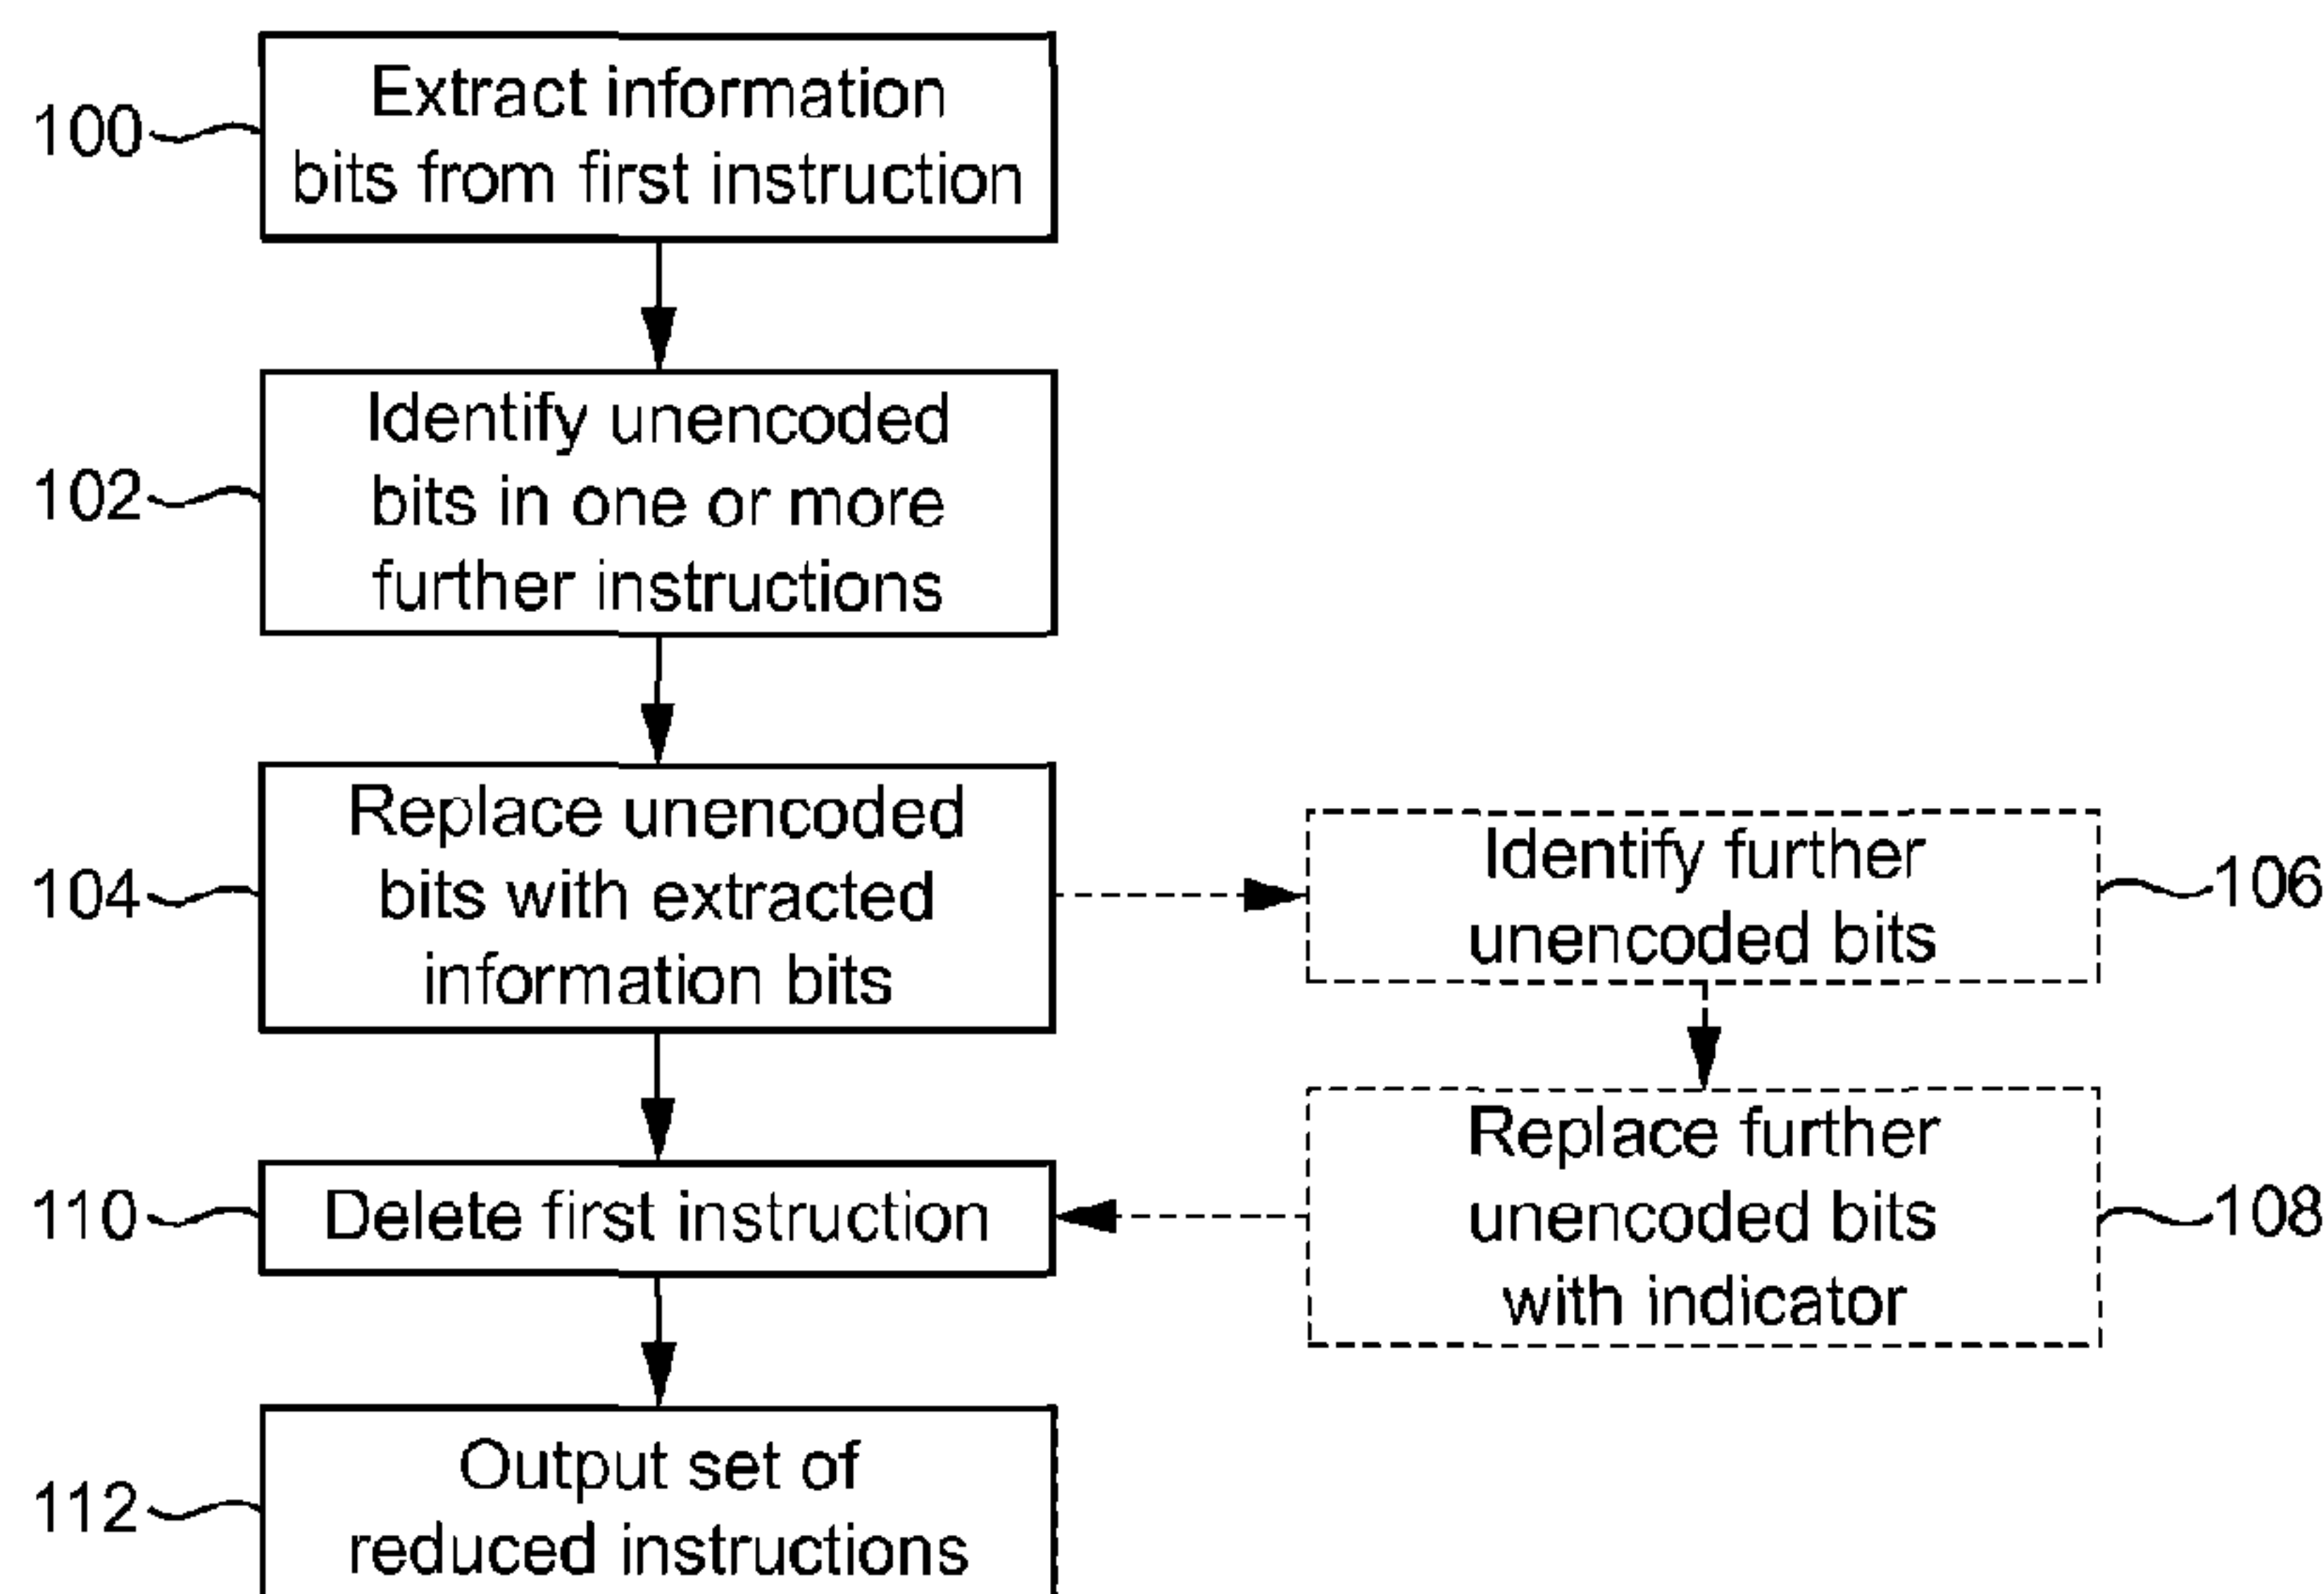 100
Extract information
bits from first instruction
102
Identify unencoded
bits in one or more
further instructions
104
Replace unencoded
bits with extracted
information bits
Identify further
unencoded bits
106
Replace further
unencoded bits
with indicator
108
110
Delete first instruction
112
Output set of
reduced instructions